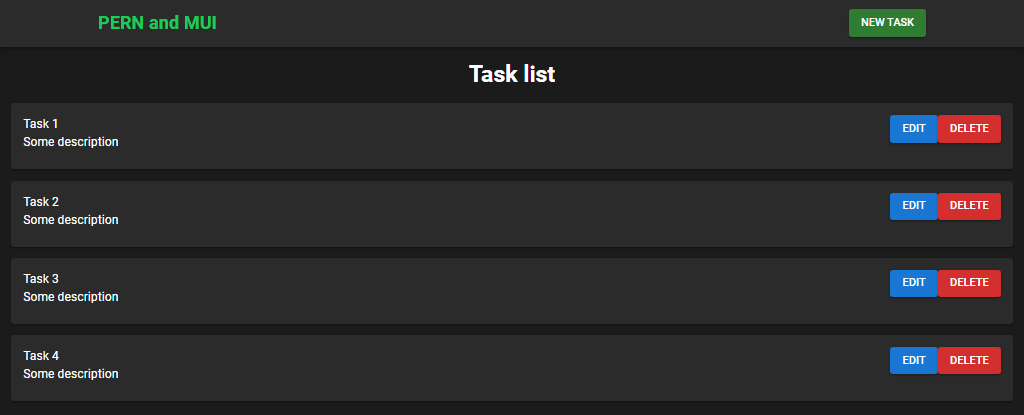 PERN and MUI NEW TASK
Task list
Task 1 EDIT DELETE
Some description
Task 2 EDIT DELETE
Some description
Task 3 EDIT DELETE
Some description
Task 4 EDIT DELETE
Some description